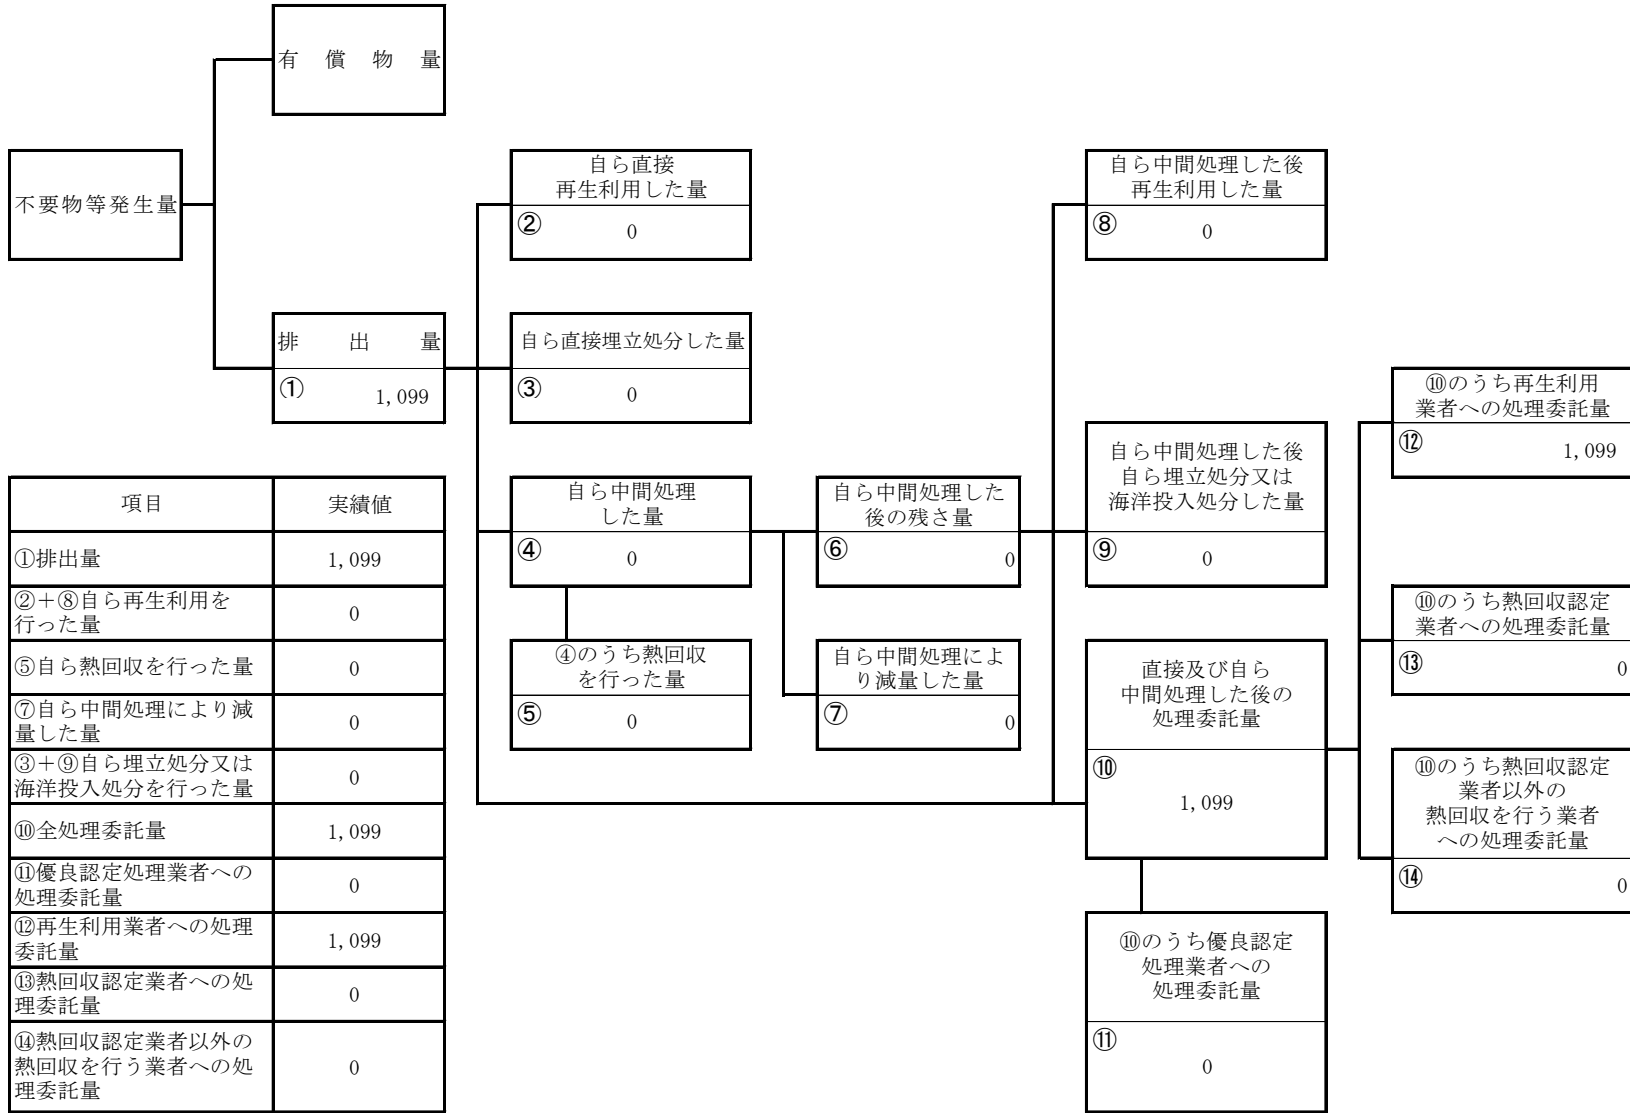 有償物量
不要物等発生量
排出量
① 1,099
自ら直接
再生利用した量
② 0
自ら直接埋立処分した量
③ 0
自ら中間処理
した量
④ 0
④のうち熱回収
を行った量
⑤ 0
自ら中間処理した
後の残さ量
⑥ 0
自ら中間処理によ
り減量した量
⑦ 0
自ら中間処理した後
再生利用した量
⑧ 0
自ら中間処理した後
自ら埋立処分又は
海洋投入処分した量
⑨ 0
直接及び自ら
中間処理した後の
処理委託量
⑩
1,099
⑩のうち優良認定
処理業者への
処理委託量
⑪
0
⑩のうち再生利用
業者への処理委託量
⑫ 1,099
⑩のうち熱回収認定
業者への処理委託量
⑬ 0
⑩のうち熱回収認定
業者以外の
熱回収を行う業者
への処理委託量
⑭ 0
項目 実績値
①排出量 1,099
②+⑧自ら再生利用を
行った量 0
⑤自ら熱回収を行った量 0
⑦自ら中間処理により減
量した量 0
③+⑨自ら埋立処分又は
海洋投入処分を行った量 0
⑩全処理委託量 1,099
⑪優良認定処理業者への
処理委託量 0
⑫再生利用業者への処理
委託量 1,099
⑬熱回収認定業者への処
理委託量 0
⑭熱回収認定業者以外の
熱回収を行う業者への処
理委託量 0